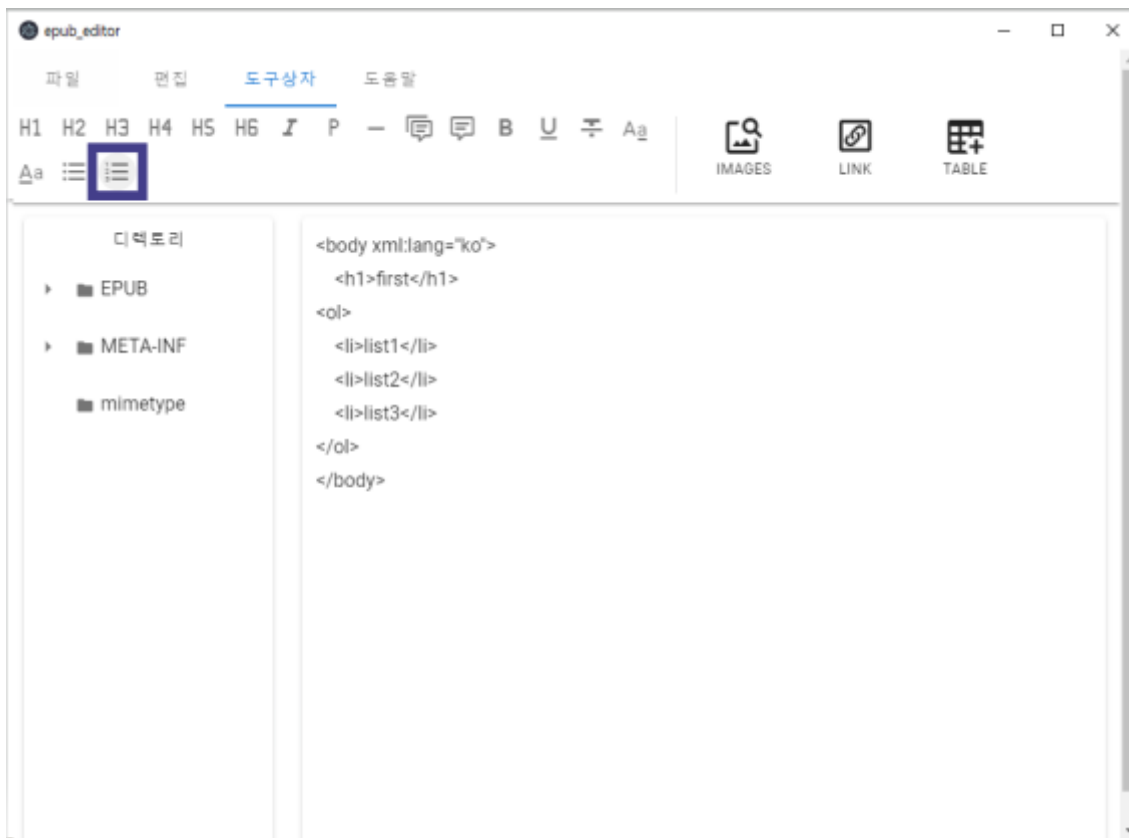 epub_editor
파일 편집 도구상자 도움말
H1 H2 H3 H4 H5 H6 I P B U T Aa
Aa
IMAGES LINK TABLE
디렉토리
EPUB
META-INF
mimetype
<body xml:lang="ko">
<h1>first</h1>
<ol>
<li>list1</li>
<li>list2</li>
<li>list3</li>
</ol>
</body>